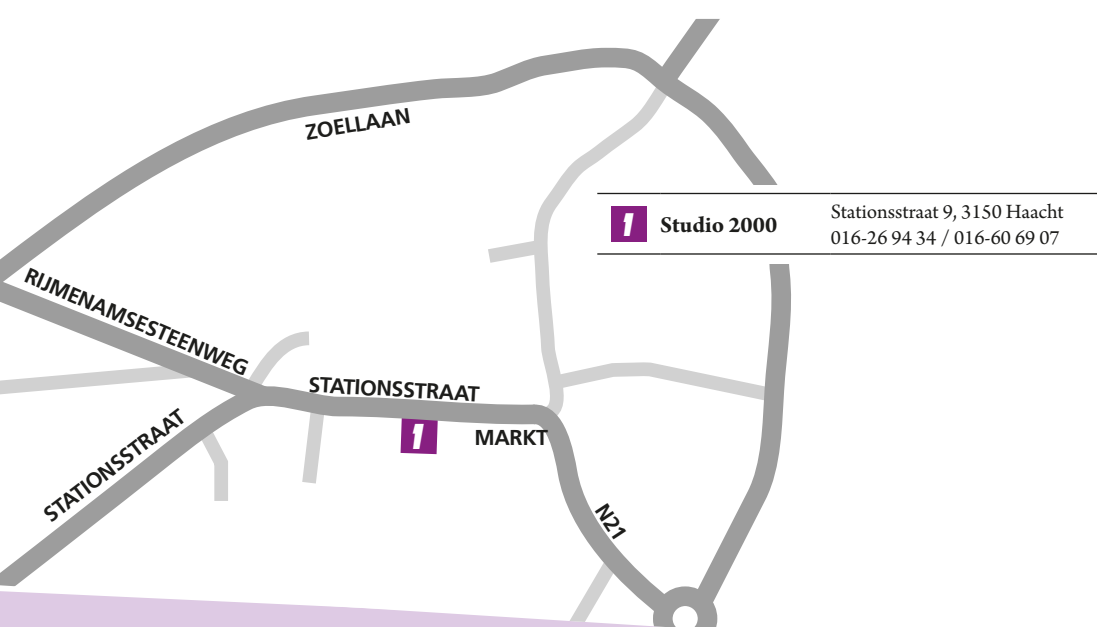 ZOELLAAN
1 Studio 2000
Stationsstraat 9, 3150 Haacht
016-26 94 34 / 016-60 69 07
RIJMENAMSESTEENWEG
STATIONSSTRAAT
1
MARKT
STATIONSSTRAAT
N21